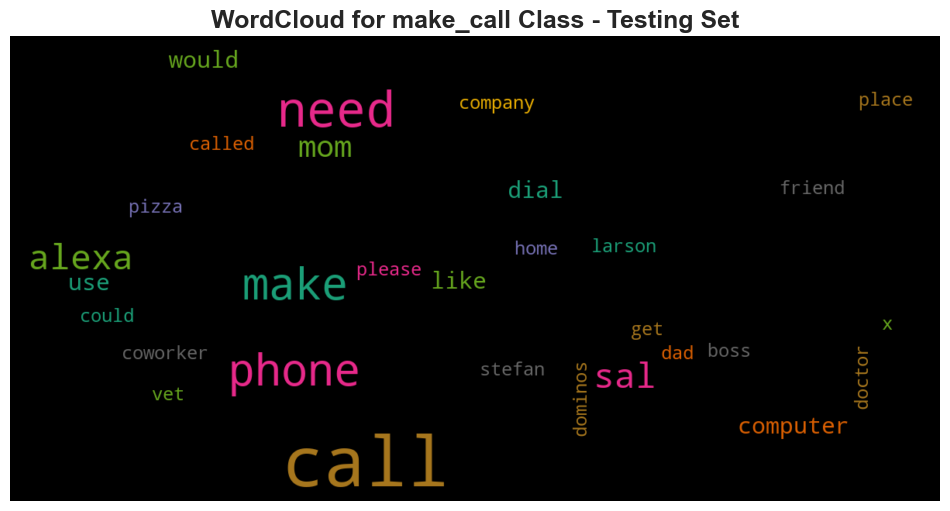 WordCloud for make_call Class - Testing Set
would
need
company
place
called
mom
dial
friend
pizza
alexa
home
larson
use
make
please
like
could
get
x
coworker
phone
stefan
dad
boss
vet
dominos
sal
doctor
computer
call